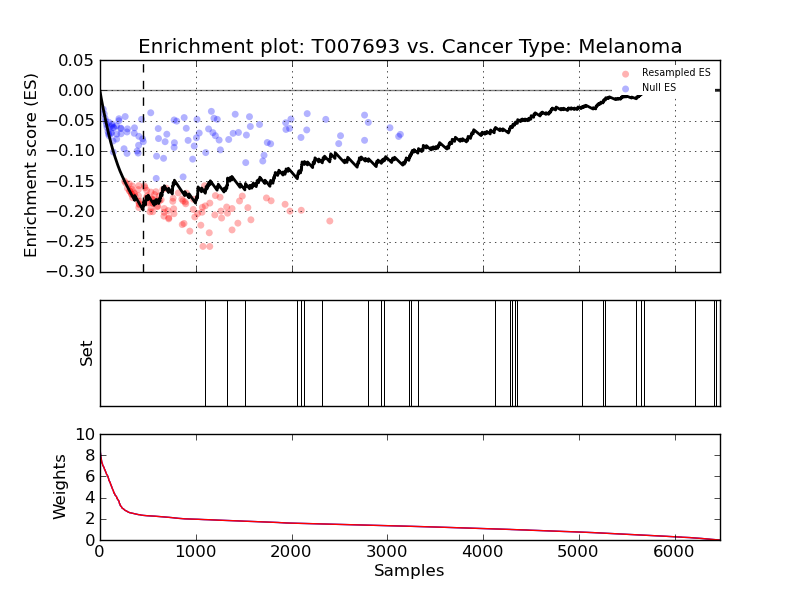 Enrichment plot: T007693 vs. Cancer Type: Melanoma
Enrichment score (ES)
0.05
0.00
−0.05
−0.10
−0.15
−0.20
−0.25
−0.30
Resampled ES
Null ES
Set
Weights
10
8
6
4
2
0
0 1000 2000 3000 4000 5000 6000
Samples